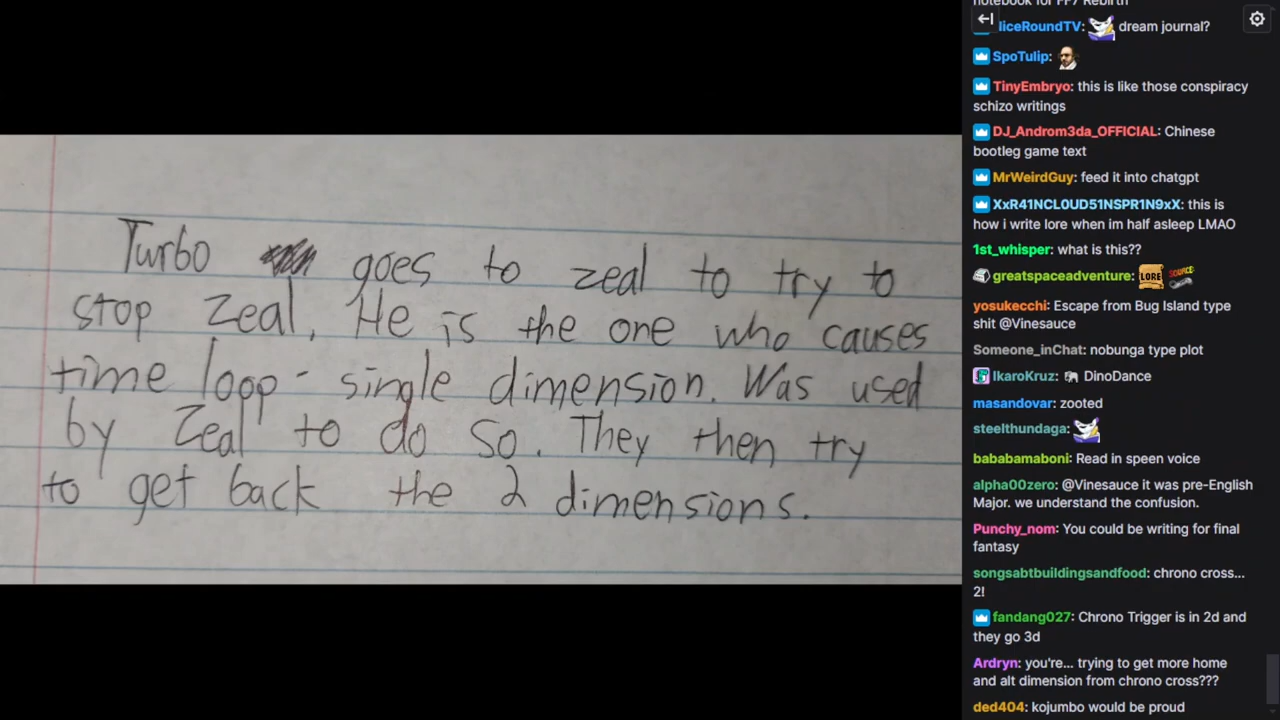 Turbo goes to zeal to try to
stop Zeal. He is the one who causes
time loop - single dimension. Was used
by Zeal to do so. They then try
to get back the 2 dimensions.
notebook for FF7 Rebirth
liceRoundTV: dream journal?
SpoTulip:
TinyEmbryo: this is like those conspiracy
schizo writings
DJ_Androm3da_OFFICIAL: Chinese
bootleg game text
MrWeirdGuy: feed it into chatgpt
XxR41NCL0UD51NSPR1N9xX: this is
how i write lore when im half asleep LMAO
1st_whisper: what is this??
greatspaceadventure: LORE SOURCE
yosukecchi: Escape from Bug Island type
shit @Vinesauce
Someone_inChat: nobunga type plot
IkaroKruz: DinoDance
masandovar: zooted
steelthundaga:
bababamaboni: Read in speen voice
alpha00zero: @Vinesauce it was pre-English
Major. we understand the confusion.
Punchy_nom: You could be writing for final
fantasy
songsabtbuildingsandfood: chrono cross...
2!
fandang027: Chrono Trigger is in 2d and
they go 3d
Ardryn: you're... trying to get more home
and alt dimension from chrono cross???
ded404: kojumbo would be proud